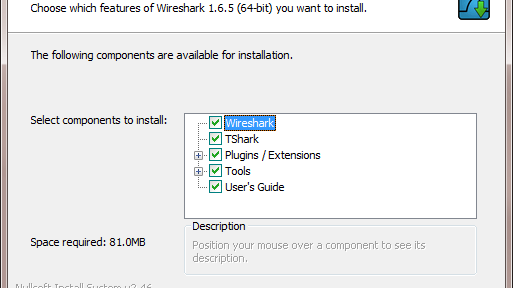 Choose which features of Wireshark 1.6.5 (64-bit) you want to install.
The following components are available for installation.
Select components to install:
Wireshark
TShark
Plugins / Extensions
Tools
User's Guide
Space required: 81.0MB
Description
Position your mouse over a component to see its
description.
Nullsoft Install System v2.46